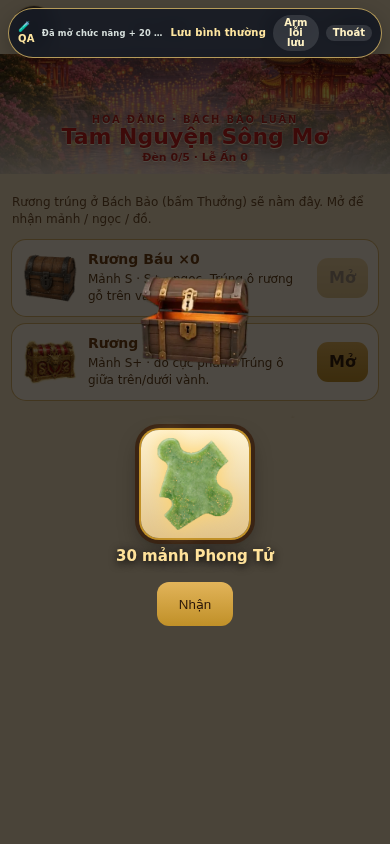 QA
Đã mở chức năng + 20 ...
Lưu bình thường
Arm
lỗi
lưu
Thoát
HOA ĐĂNG · BÁCH BẢO LUÂN
Tam Nguyện Sông Mơ
Đèn 0/5 · Lễ Ấn 0
Rương trúng ở Bách Bảo (bấm Thưởng) sẽ nằm đây. Mở để
nhận mảnh / ngọc / đồ.
Rương Báu ×0
Mảnh S · S+ · ngọc. Trúng ô rương
gỗ trên
Mở
Rương
Mảnh S+ · đồ cực phẩm. Trúng ô
giữa trên/dưới vành.
Mở
30 mảnh Phong Tử
Nhận